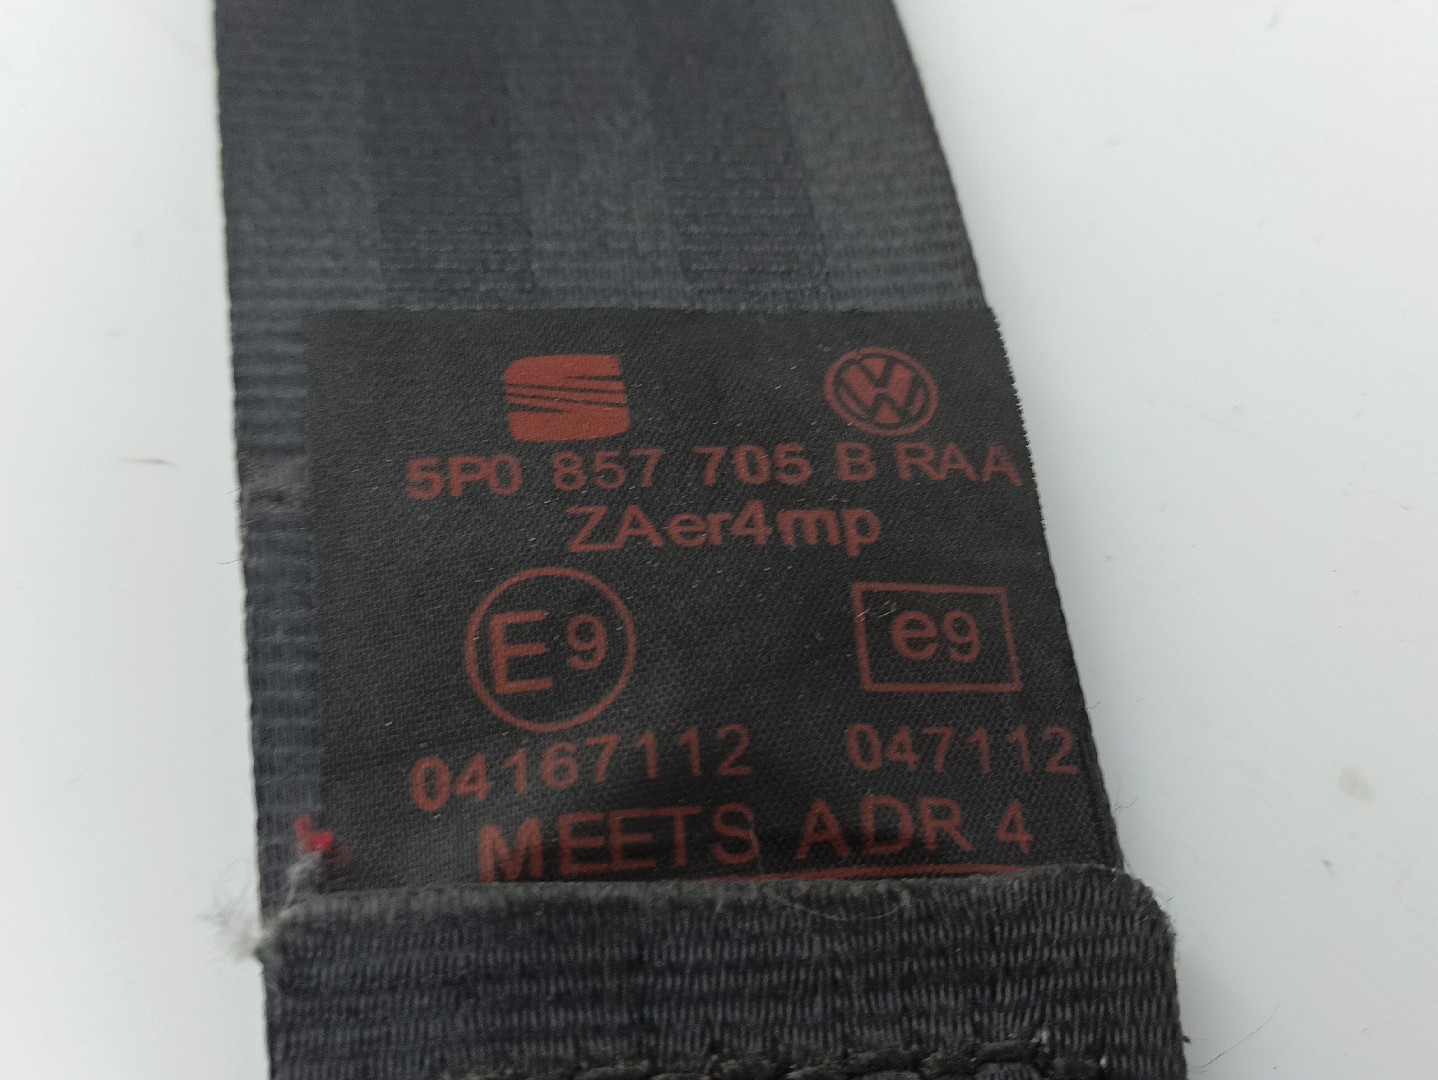 5P0 857 705 B RAA
ZAer4mp
E9 e9
04167112 047112
MEETS ADR 4